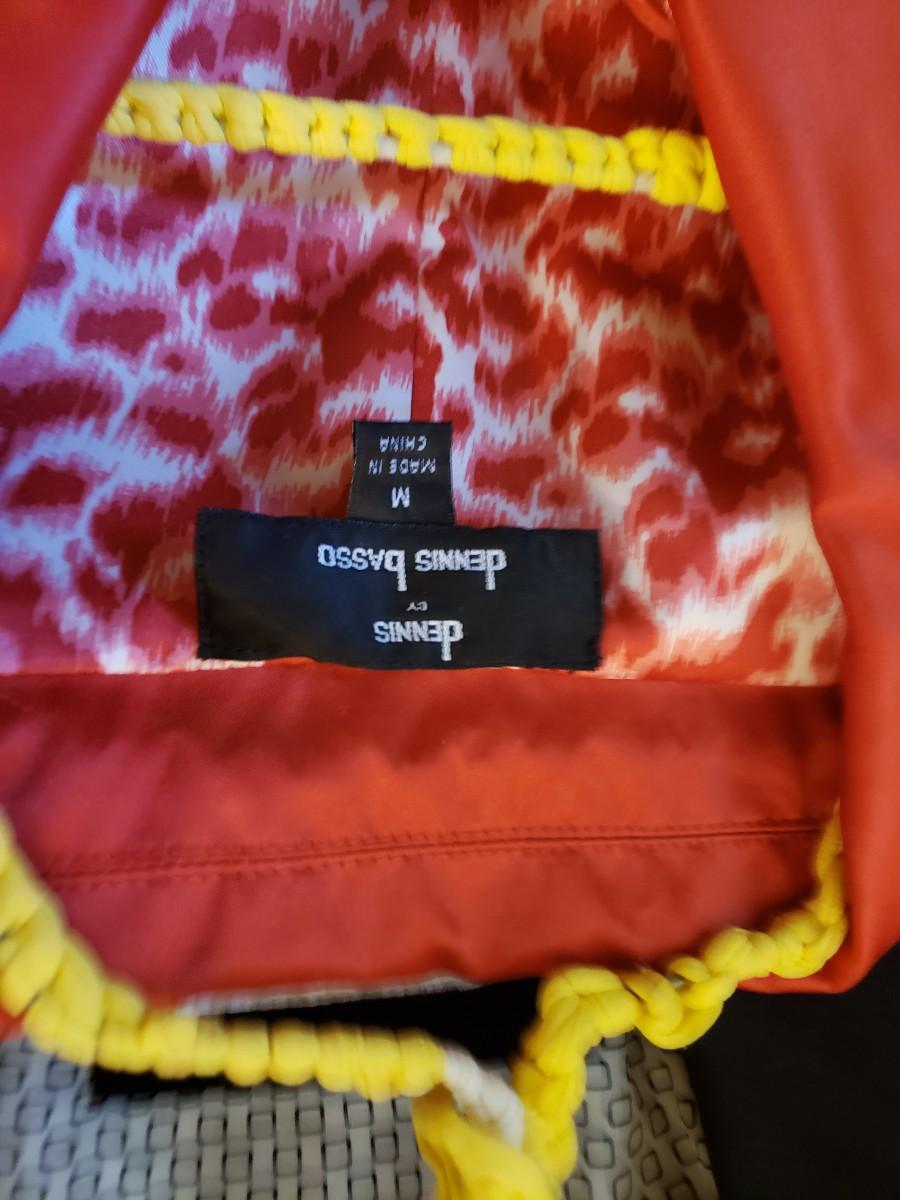 dENNIS
BY
dENNIS bASSO
M
MADE IN
CHINA